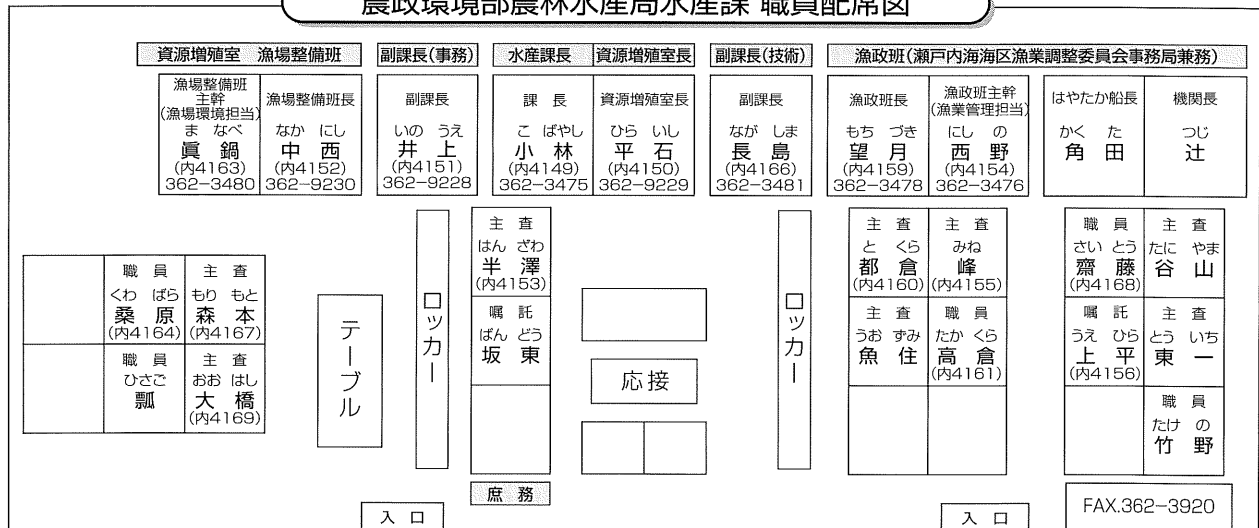 農政環境部農林水産局水産課 職員配席図
資源増殖室 漁場整備班
副課長(事務)
水産課長
資源増殖室長
副課長(技術)
漁政班(瀬戸内海海区漁業調整委員会事務局兼務)
漁場整備班
主幹
(漁場環境担当)
ま なべ
眞 鍋
(内4163)
362-3480
漁場整備班長
なか にし
中 西
(内4152)
362-9230
副課長
いの うえ
井 上
(内4151)
362-9228
課 長
こ ばやし
小 林
(内4149)
362-3475
資源増殖室長
ひら いし
平 石
(内4150)
362-9229
副課長
なが しま
長 島
(内4166)
362-3481
漁政班長
もち づき
望 月
(内4159)
362-3478
漁政班主幹
(漁業管理担当)
にし の
西 野
(内4154)
362-3476
はやたか船長
かく た
角 田
機関長
つじ
辻
職 員
くわ ばら
桑 原
(内4164)
主 査
もり もと
森 本
(内4167)
職 員
ひさご
瓢
主 査
おお はし
大 橋
(内4169)
テーブル
ロッカー
主 査
はん ざわ
半 澤
(内4153)
嘱 託
ばん どう
坂 東
庶 務
応接
ロッカー
主 査
と くら
都 倉
(内4160)
主 査
みね
峰
(内4155)
主 査
うお ずみ
魚 住
職 員
たか くら
高 倉
(内4161)
職 員
さい とう
齋 藤
(内4168)
主 査
たに やま
谷 山
嘱 託
うえ ひら
上 平
(内4156)
主 査
とう いち
東 一
職 員
たけ の
竹 野
入 口
入 口
FAX.362-3920